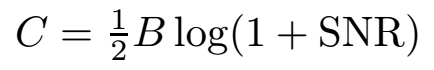 C = ½B log(1 + SNR)